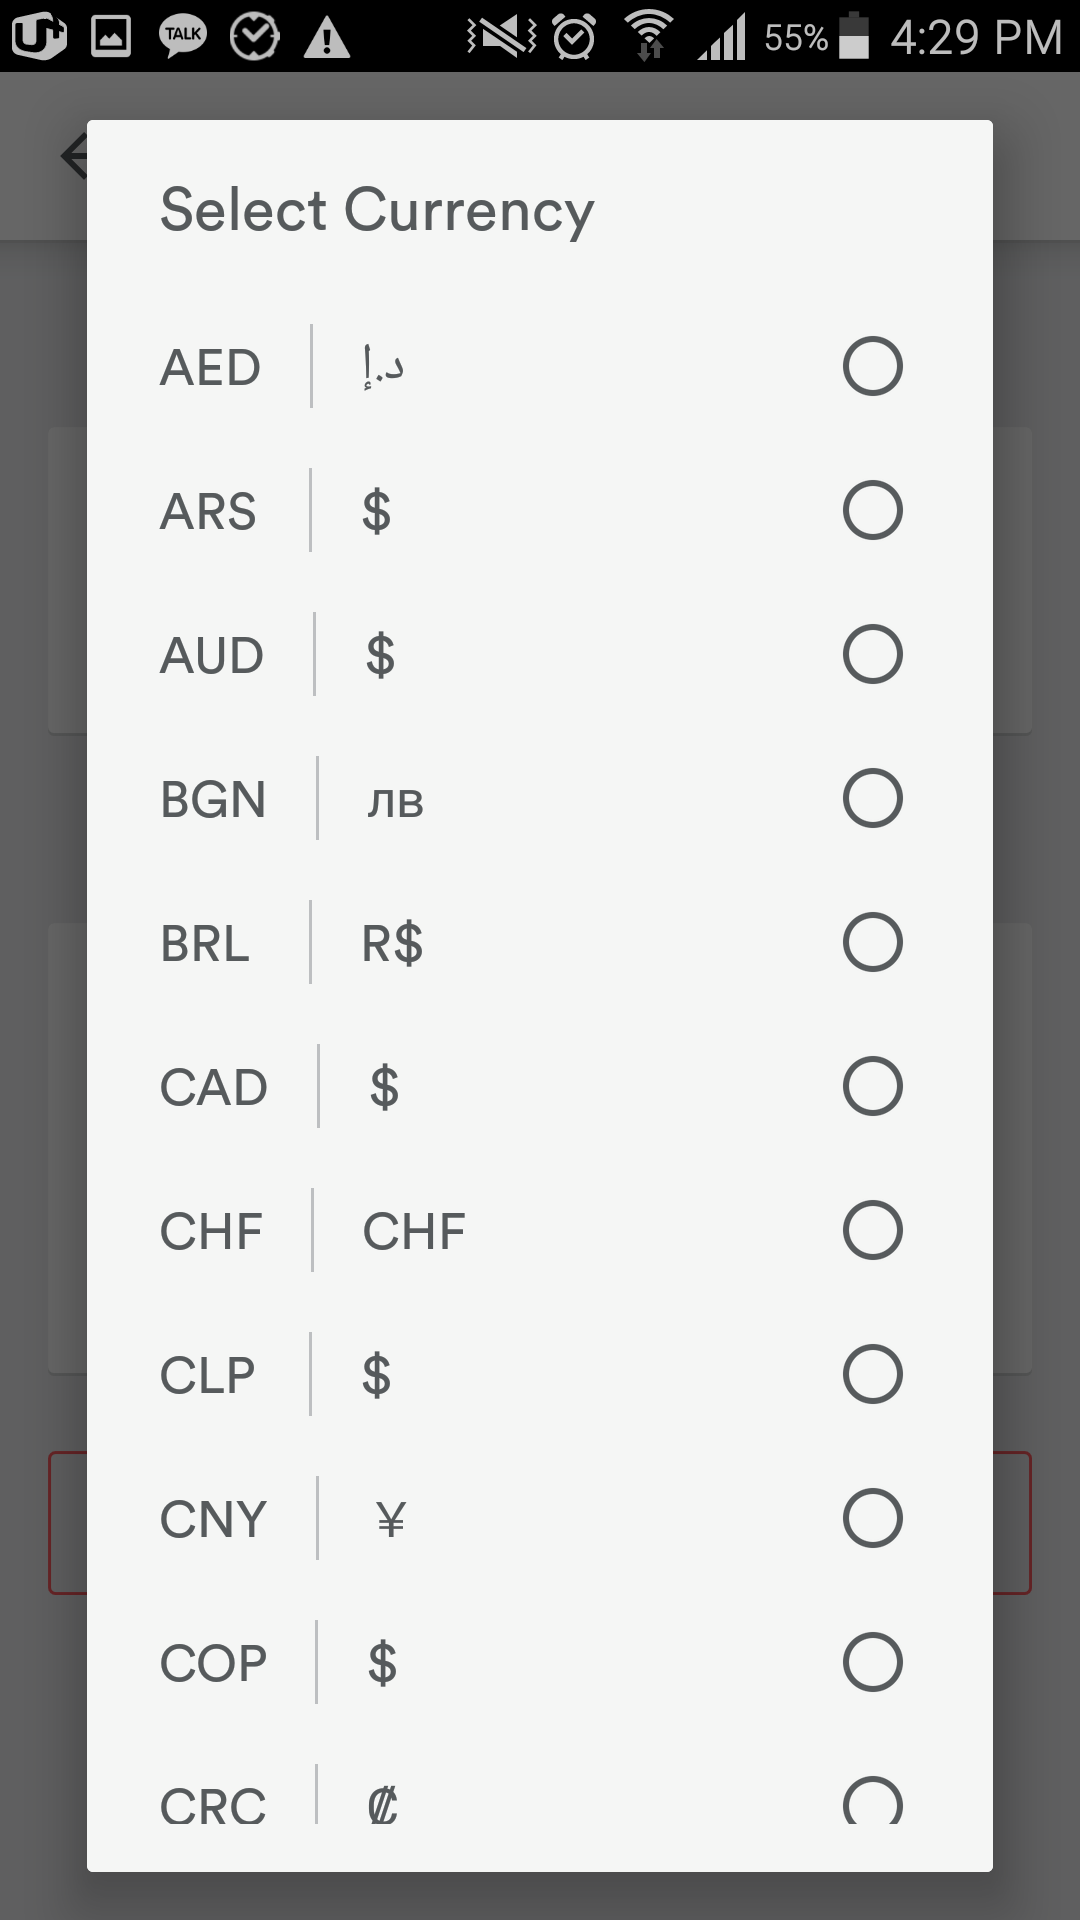 TALK 55% 4:29 PM
Select Currency
AED د.إ
ARS $
AUD $
BGN лв
BRL R$
CAD $
CHF CHF
CLP $
CNY ¥
COP $
CRC ₡